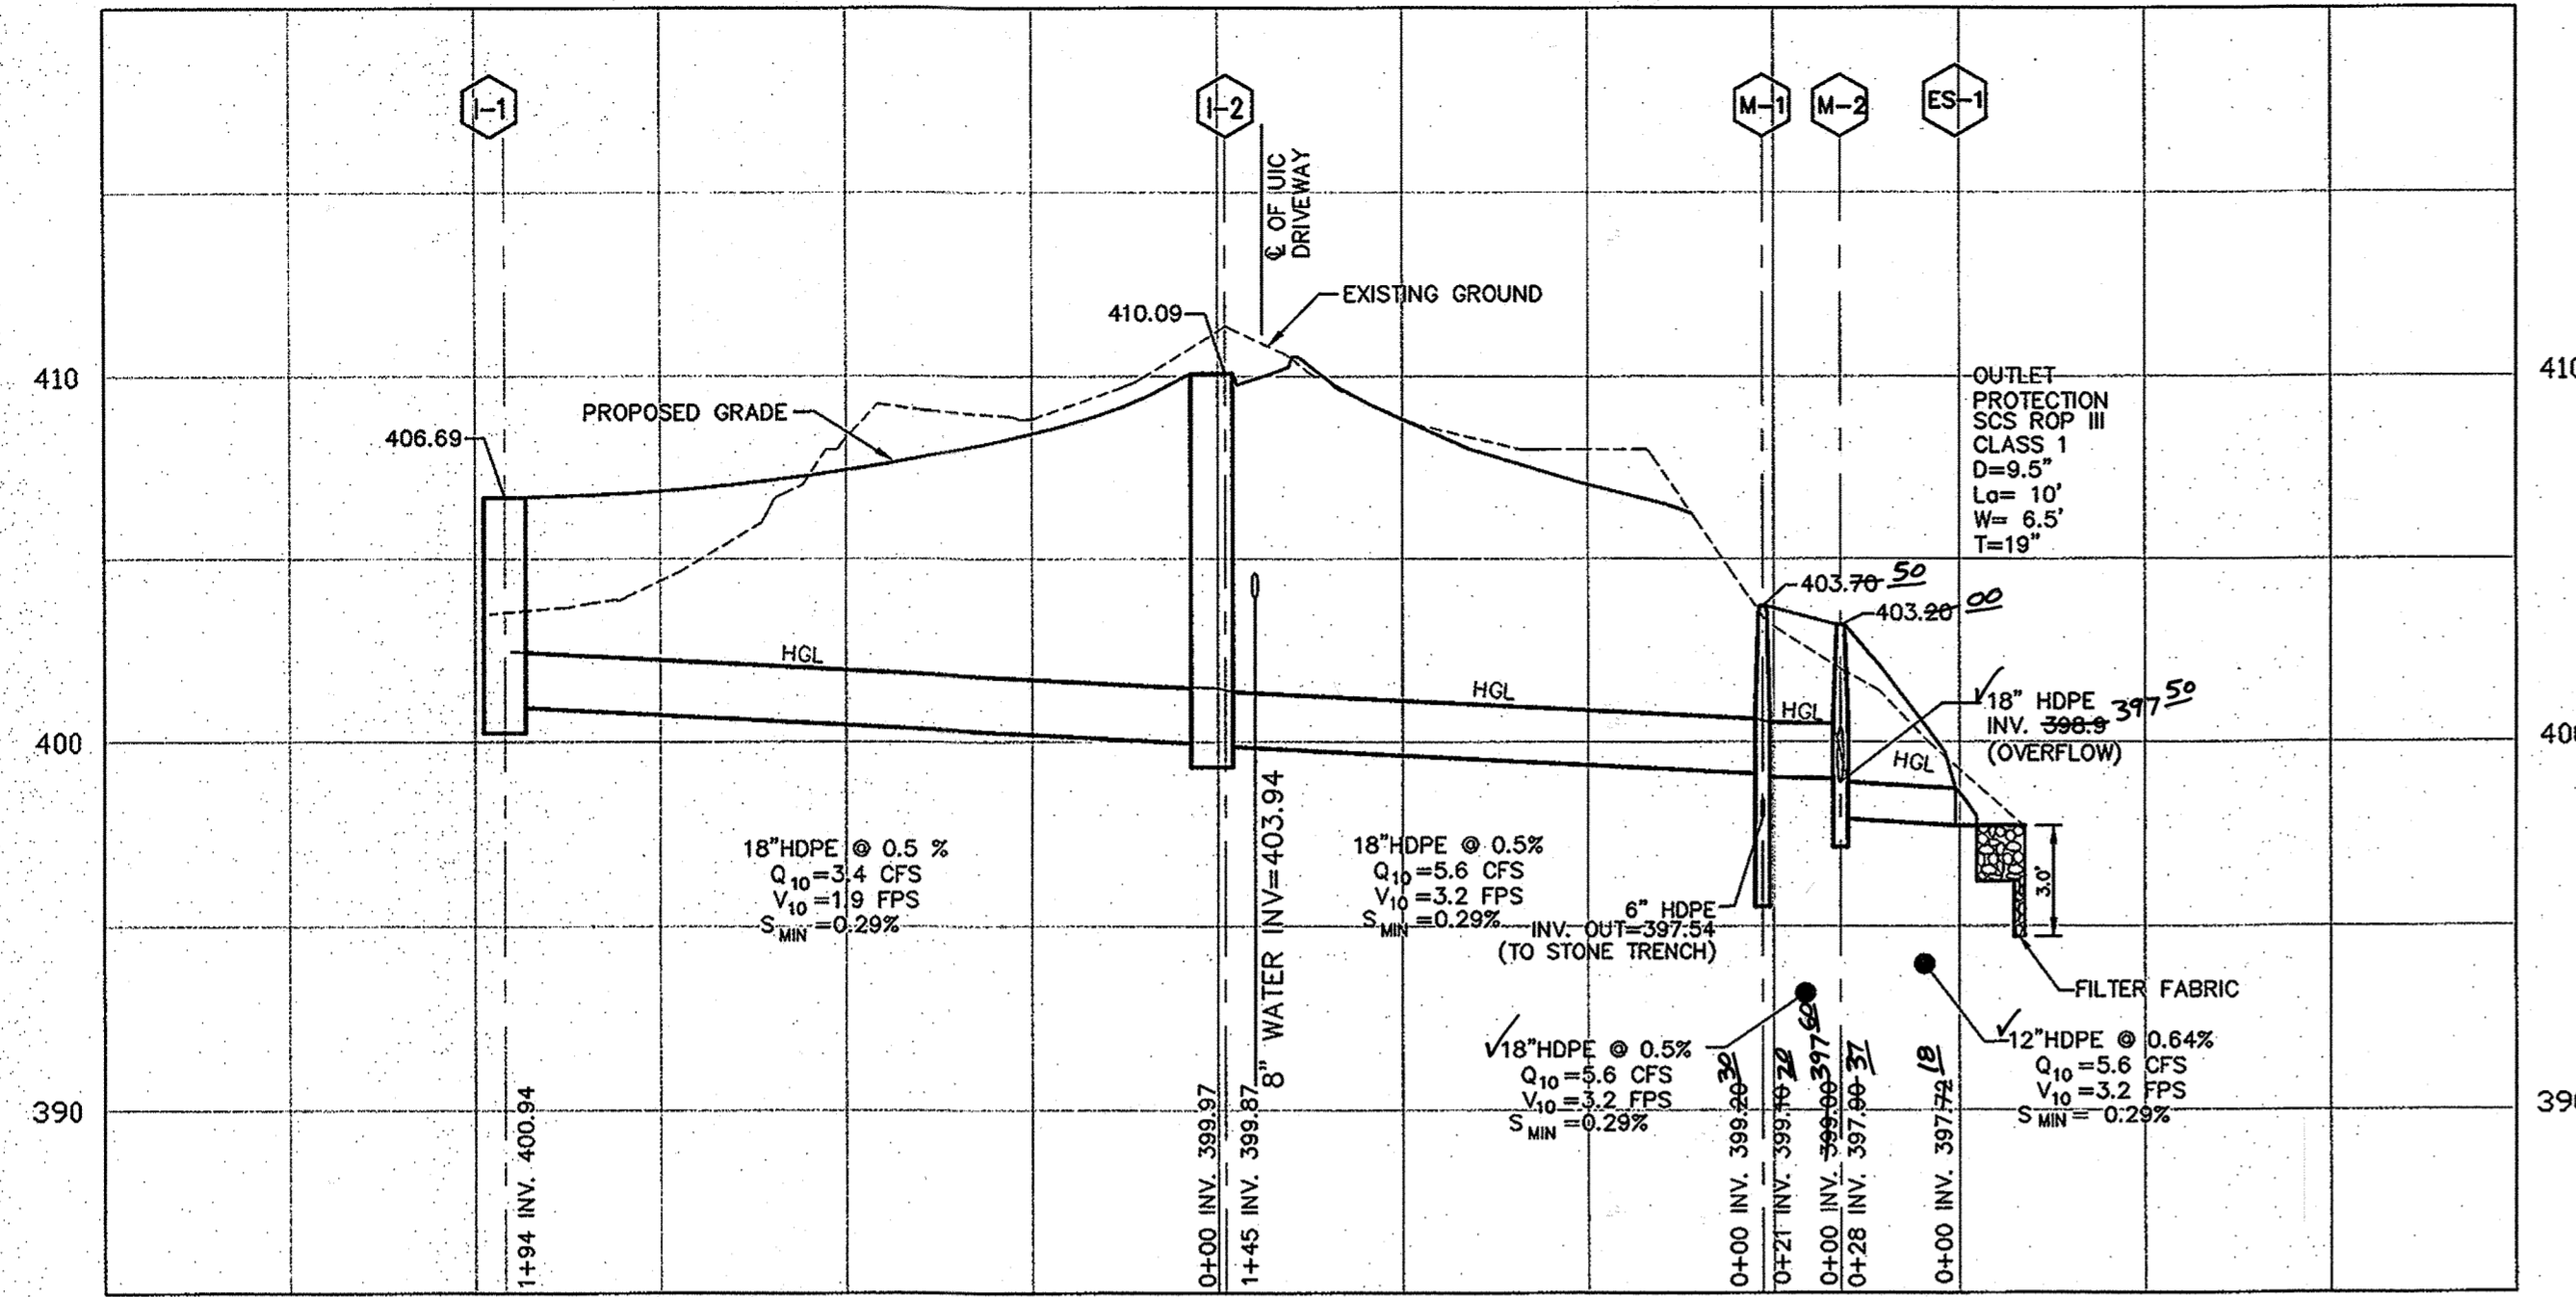 I-1
I-2
M-1
M-2
ES-1
℄ OF UIC
DRIVEWAY
EXISTING GROUND
410.09
410
410
PROPOSED GRADE
406.69
OUTLET
PROTECTION
SCS ROP III
CLASS 1
D=9.5"
La= 10'
W= 6.5'
T=19"
403.70 50
403.20 00
HGL
HGL
HGL
HGL
18" HDPE
INV. 398.9 397 50
(OVERFLOW)
400
18"HDPE @ 0.5 %
Q10=3.4 CFS
V10=1.9 FPS
S MIN =0.29%
8" WATER INV=403.94
18"HDPE @ 0.5%
Q10=5.6 CFS
V10=3.2 FPS
S MIN =0.29%
6" HDPE
INV. OUT=397.54
(TO STONE TRENCH)
3.0'
FILTER FABRIC
✓18"HDPE @ 0.5%
Q10=5.6 CFS
V10=3.2 FPS
S MIN =0.29%
✓12"HDPE @ 0.64%
Q10=5.6 CFS
V10=3.2 FPS
S MIN = 0.29%
390
1+94 INV. 400.94
0+00 INV. 399.97
1+45 INV. 399.87
0+00 INV. 399.20 30
0+21 INV. 399.10 20
0+00 INV. 399.00 397 60
0+28 INV. 397.90 37
0+00 INV. 397.72 18